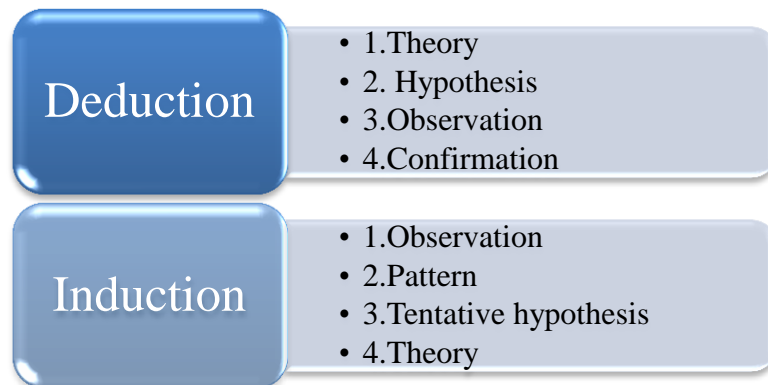 Deduction
• 1.Theory
• 2. Hypothesis
• 3.Observation
• 4.Confirmation
Induction
• 1.Observation
• 2.Pattern
• 3.Tentative hypothesis
• 4.Theory